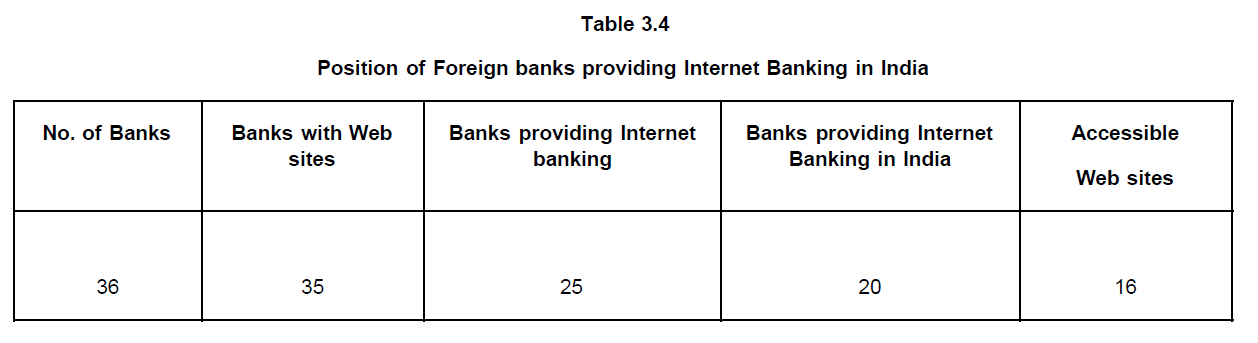 Table 3.4
Position of Foreign banks providing Internet Banking in India
No. of Banks
Banks with Web
sites
Banks providing Internet
banking
Banks providing Internet
Banking in India
Accessible
Web sites
36
35
25
20
16